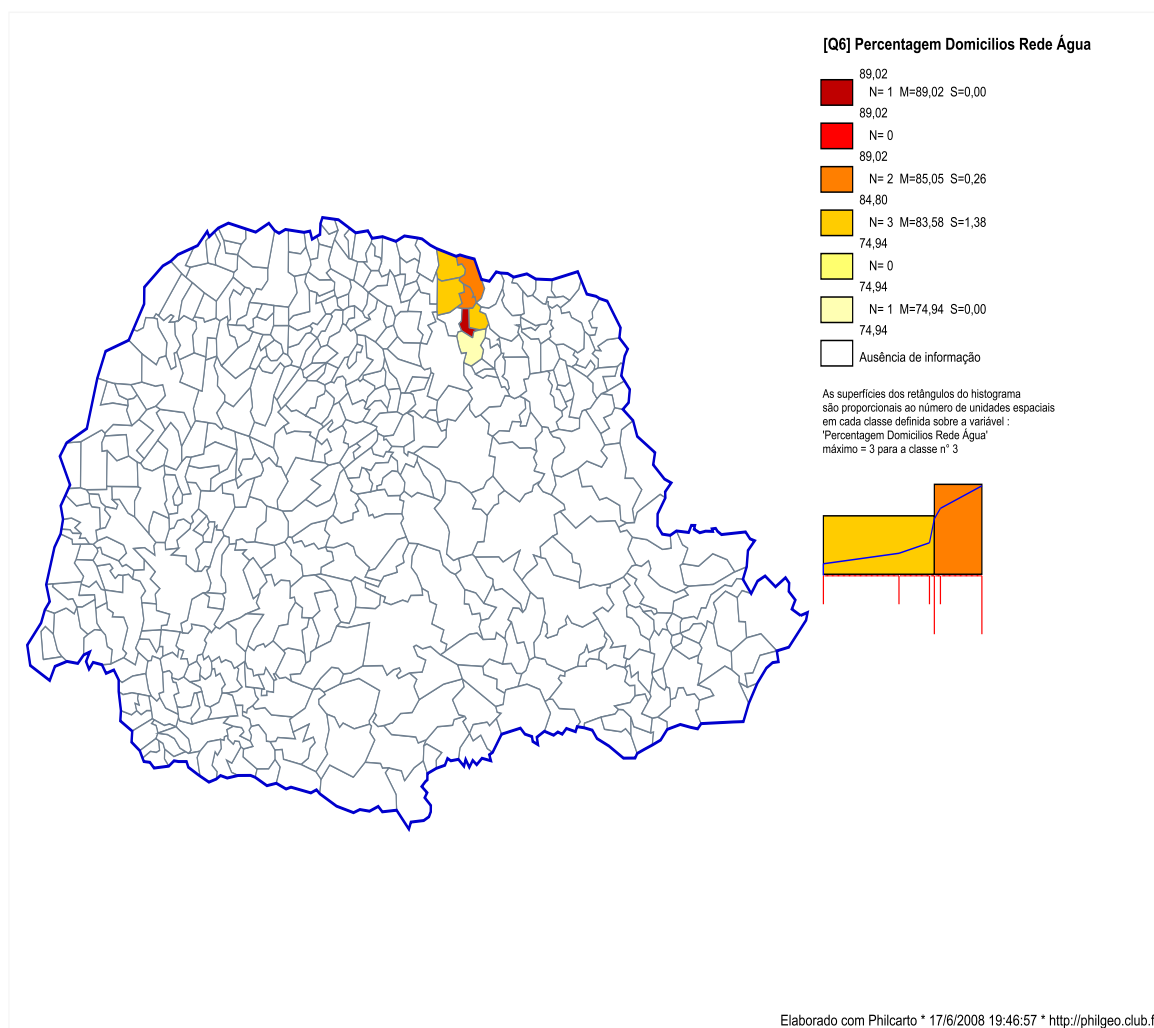 [Q6] Percentagem Domicilios Rede Água
89,02
N= 1 M=89,02 S=0,00
89,02
N= 0
89,02
N= 2 M=85,05 S=0,26
84,80
N= 3 M=83,58 S=1,38
74,94
N= 0
74,94
N= 1 M=74,94 S=0,00
74,94
Ausência de informação
As superfícies dos retângulos do histograma
são proporcionais ao número de unidades espaciais
em cada classe definida sobre a variável :
'Percentagem Domicilios Rede Água'
máximo = 3 para a classe n° 3
Elaborado com Philcarto * 17/6/2008 19:46:57 * http://philgeo.club.f